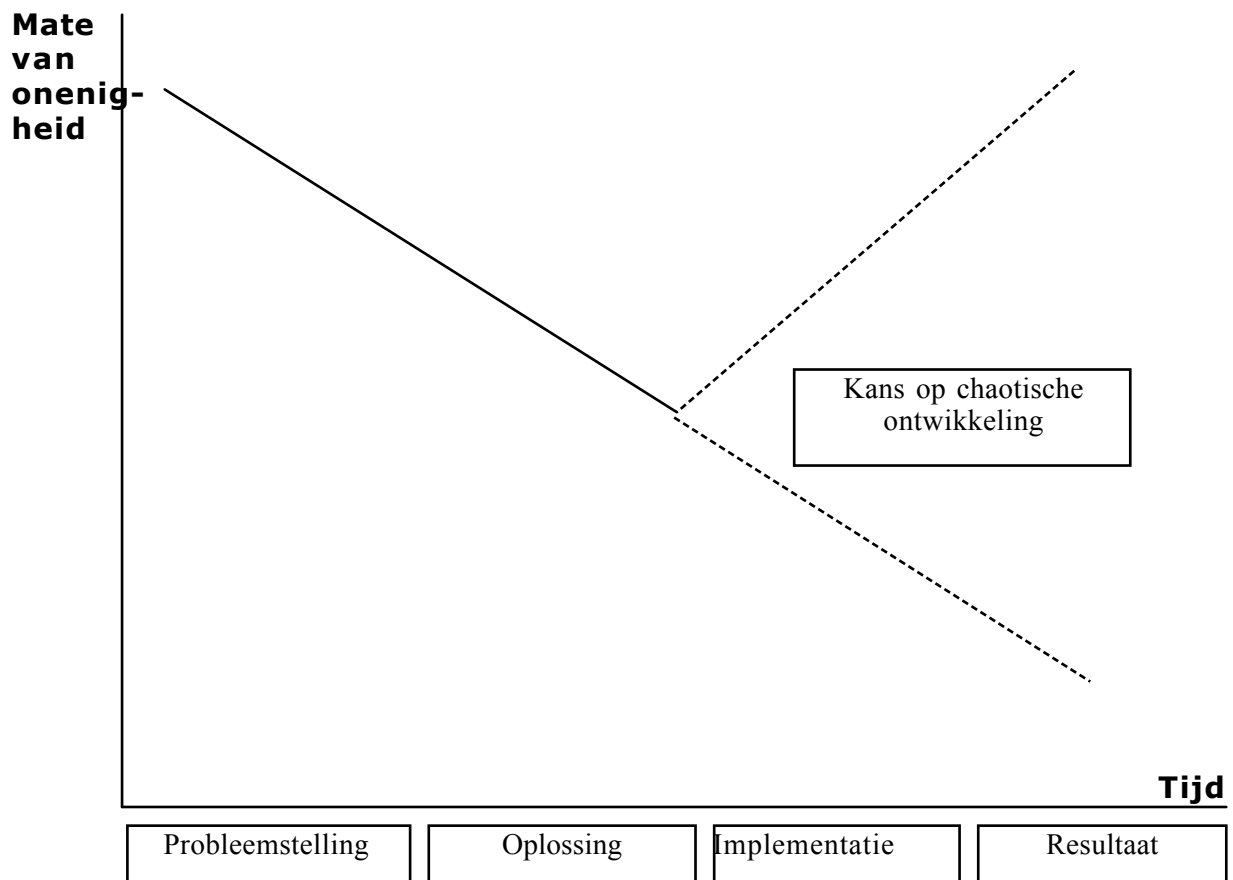 Mate
van
onenig-
heid
Kans op chaotische
ontwikkeling
Tijd
Probleemstelling
Oplossing
Implementatie
Resultaat